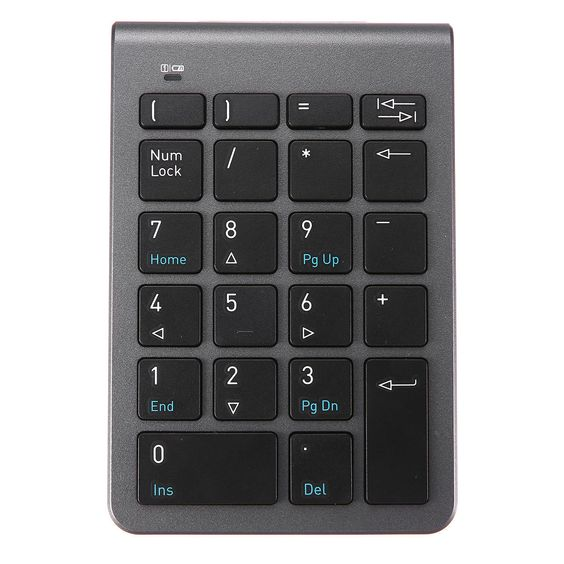 ( ) =
Num
Lock / *
7 8 9 −
Home Pg Up
4 5 6 +
1 2 3
End Pg Dn
0 .
Ins Del